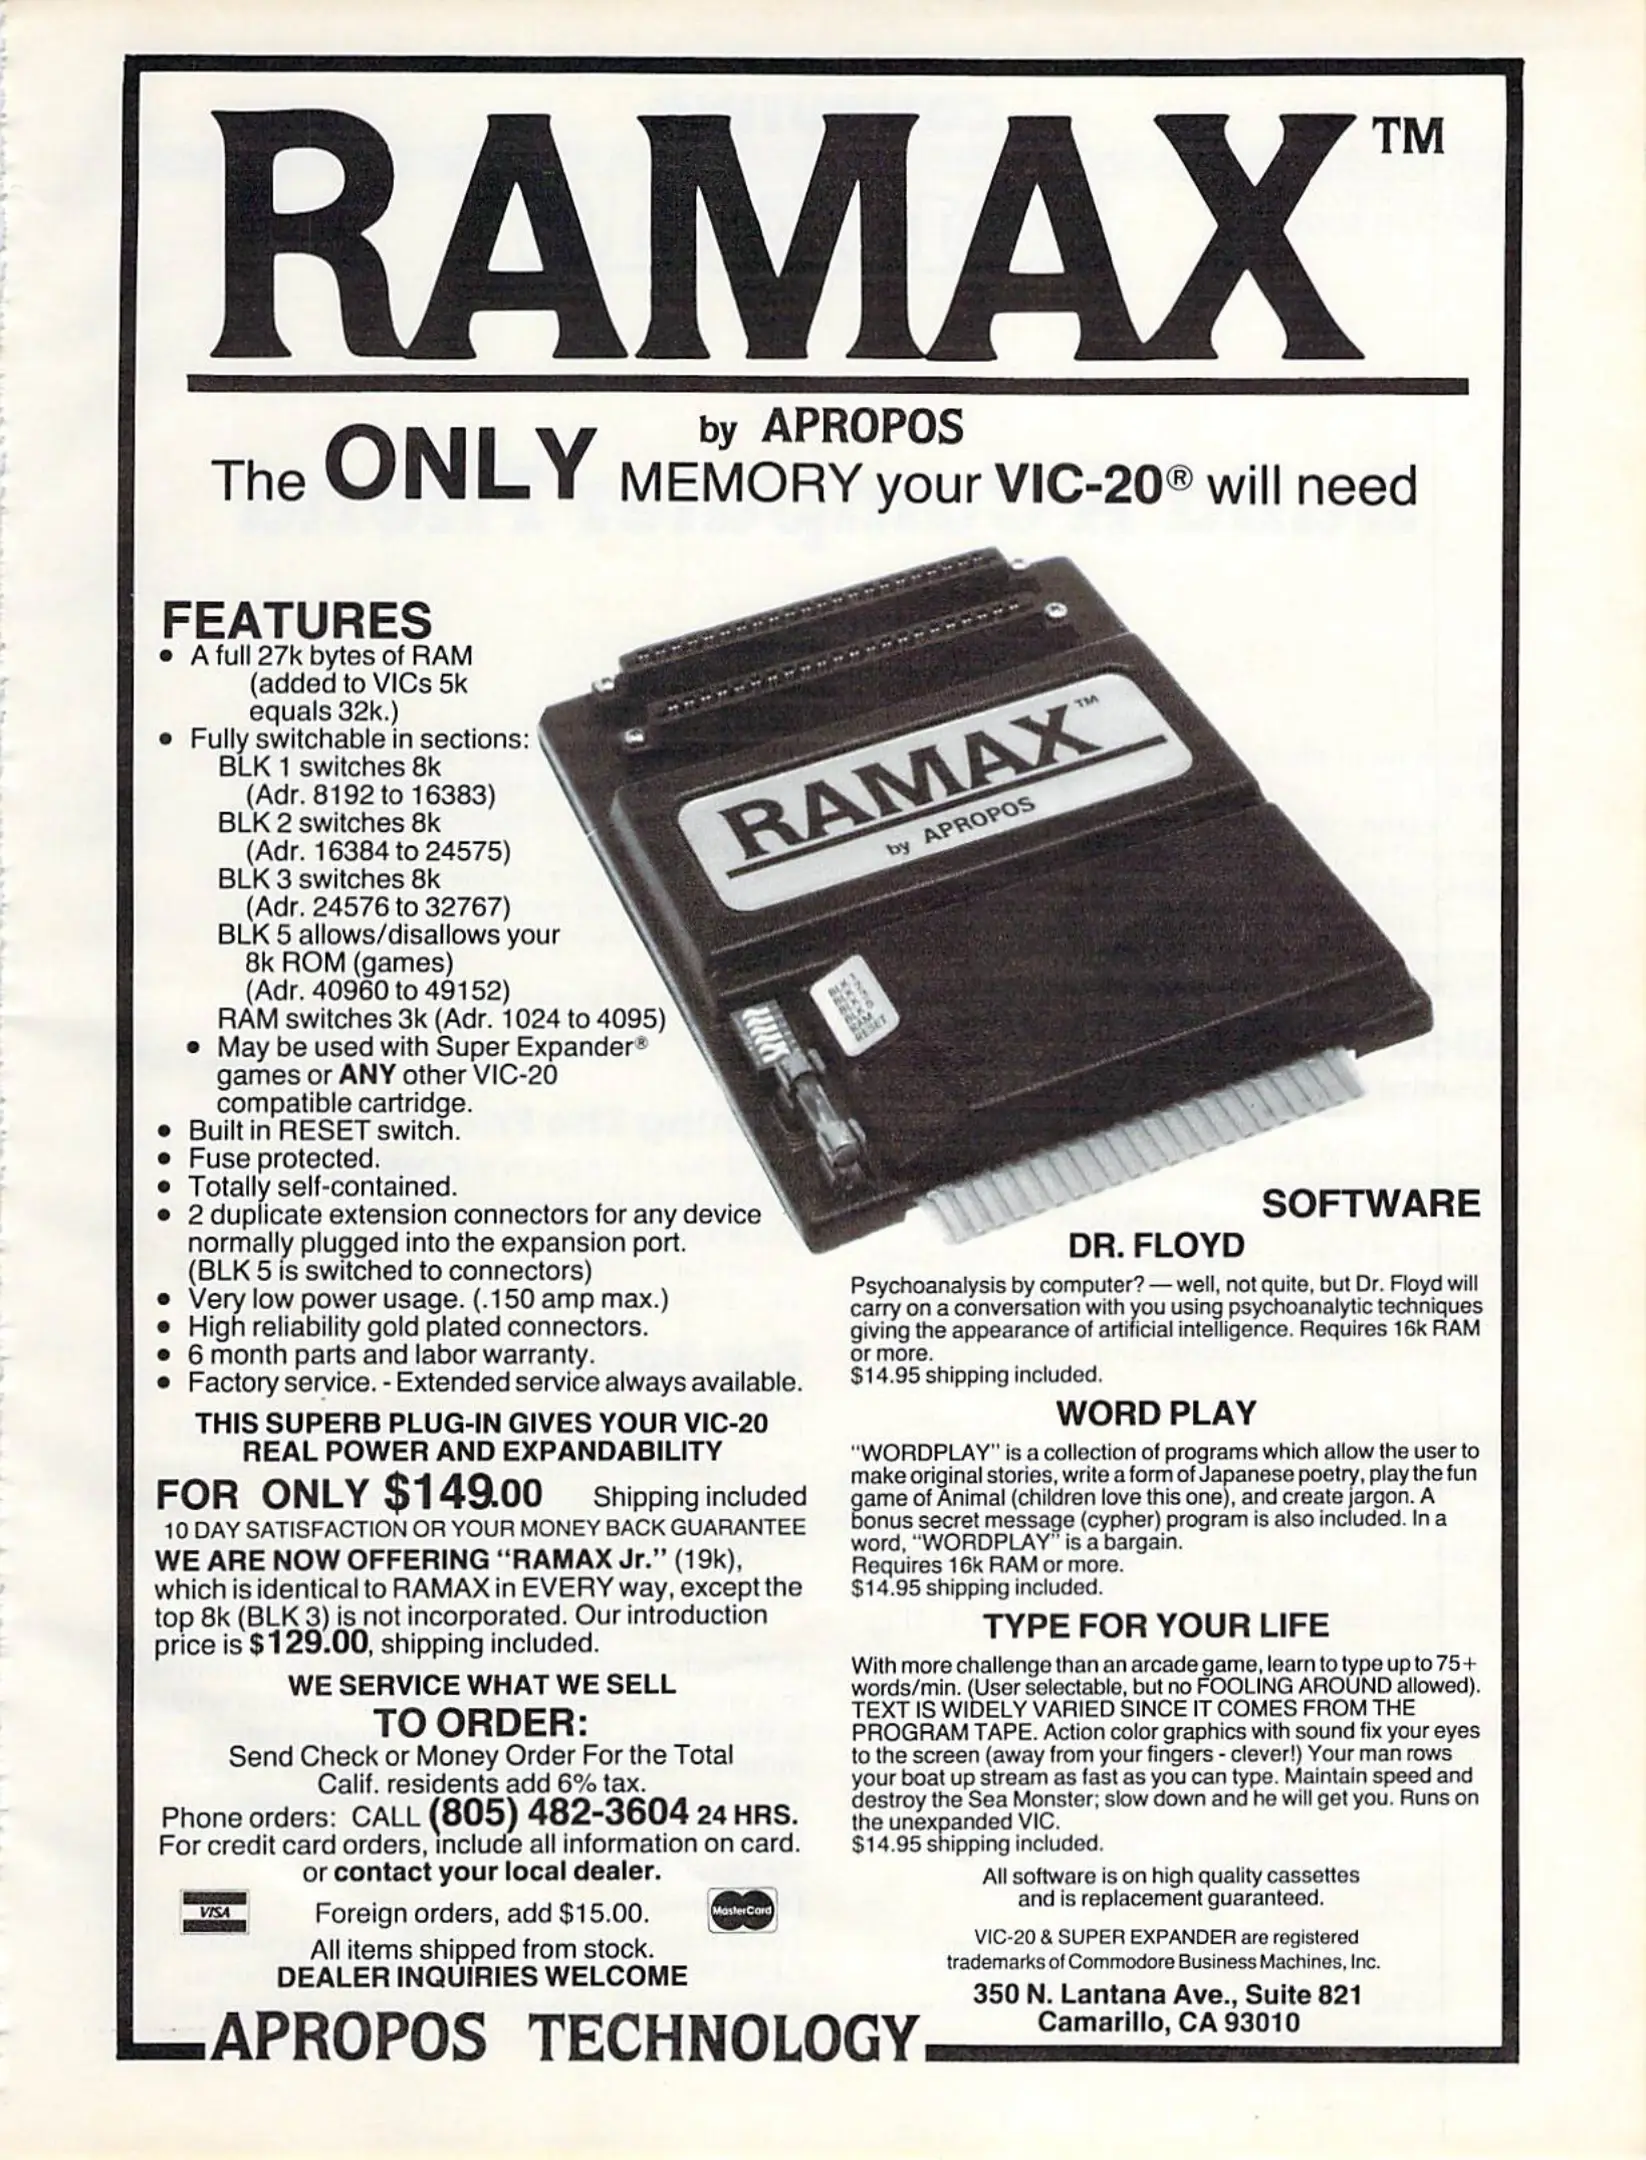 RAMAX™
by APROPOS
The ONLY MEMORY your VIC-20® will need
FEATURES
• A full 27k bytes of RAM
(added to VICs 5k
equals 32k.)
• Fully switchable in sections:
BLK 1 switches 8k
(Adr. 8192 to 16383)
BLK 2 switches 8k
(Adr. 16384 to 24575)
BLK 3 switches 8k
(Adr. 24576 to 32767)
BLK 5 allows/disallows your
8k ROM (games)
(Adr. 40960 to 49152)
RAM switches 3k (Adr. 1024 to 4095)
• May be used with Super Expander®
games or ANY other VIC-20
compatible cartridge.
• Built in RESET switch.
• Fuse protected.
• Totally self-contained.
• 2 duplicate extension connectors for any device
normally plugged into the expansion port.
(BLK 5 is switched to connectors)
• Very low power usage. (.150 amp max.)
• High reliability gold plated connectors.
• 6 month parts and labor warranty.
• Factory service. - Extended service always available.
THIS SUPERB PLUG-IN GIVES YOUR VIC-20
REAL POWER AND EXPANDABILITY
FOR ONLY $149.00 Shipping included
10 DAY SATISFACTION OR YOUR MONEY BACK GUARANTEE
WE ARE NOW OFFERING "RAMAX Jr." (19k),
which is identical to RAMAX in EVERY way, except the
top 8k (BLK 3) is not incorporated. Our introduction
price is $129.00, shipping included.
WE SERVICE WHAT WE SELL
TO ORDER:
Send Check or Money Order For the Total
Calif. residents add 6% tax.
Phone orders: CALL (805) 482-3604 24 HRS.
For credit card orders, include all information on card.
or contact your local dealer.
VISA
Foreign orders, add $15.00.
MasterCard
All items shipped from stock.
DEALER INQUIRIES WELCOME
RAMAX™
by APROPOS
BLK 1
BLK 2
BLK 3
BLK 5
RAM
RESET
SOFTWARE
DR. FLOYD
Psychoanalysis by computer? — well, not quite, but Dr. Floyd will
carry on a conversation with you using psychoanalytic techniques
giving the appearance of artificial intelligence. Requires 16k RAM
or more.
$14.95 shipping included.
WORD PLAY
"WORDPLAY" is a collection of programs which allow the user to
make original stories, write a form of Japanese poetry, play the fun
game of Animal (children love this one), and create jargon. A
bonus secret message (cypher) program is also included. In a
word, "WORDPLAY" is a bargain.
Requires 16k RAM or more.
$14.95 shipping included.
TYPE FOR YOUR LIFE
With more challenge than an arcade game, learn to type up to 75+
words/min. (User selectable, but no FOOLING AROUND allowed).
TEXT IS WIDELY VARIED SINCE IT COMES FROM THE
PROGRAM TAPE. Action color graphics with sound fix your eyes
to the screen (away from your fingers - clever!) Your man rows
your boat up stream as fast as you can type. Maintain speed and
destroy the Sea Monster; slow down and he will get you. Runs on
the unexpanded VIC.
$14.95 shipping included.
All software is on high quality cassettes
and is replacement guaranteed.
VIC-20 & SUPER EXPANDER are registered
trademarks of Commodore Business Machines, Inc.
350 N. Lantana Ave., Suite 821
Camarillo, CA 93010
APROPOS TECHNOLOGY